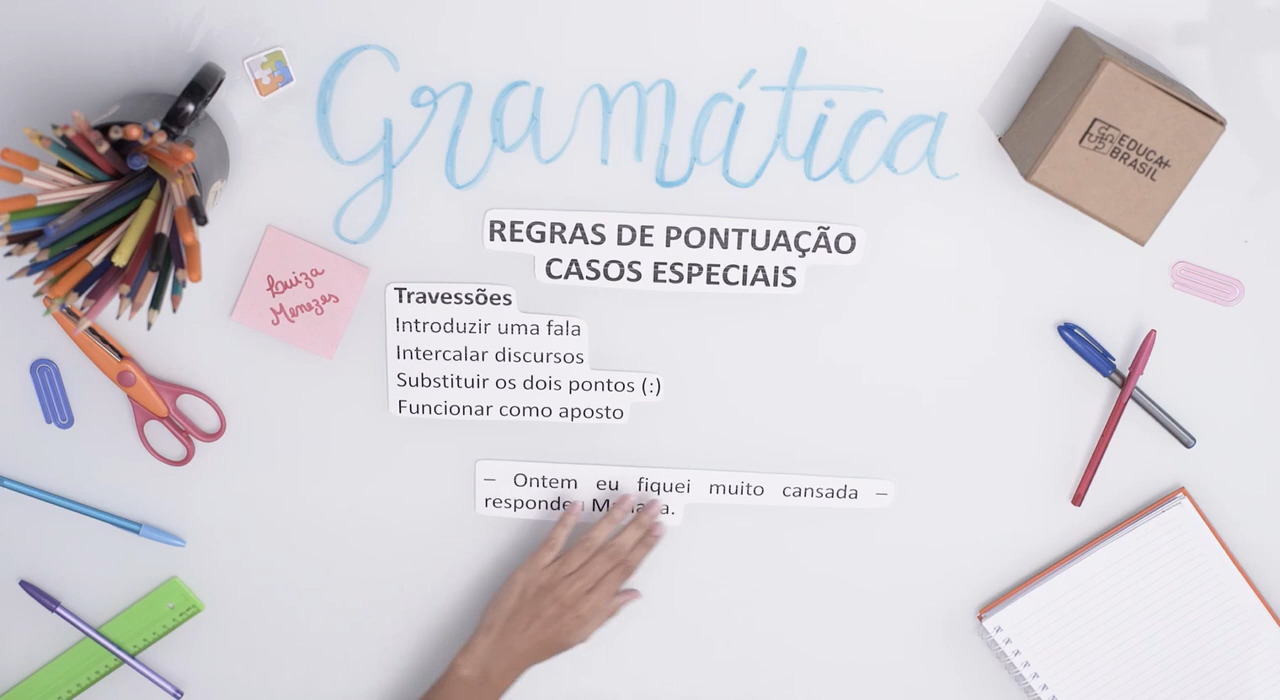 Gramática
EDUCA+
BRASIL
REGRAS DE PONTUAÇÃO
CASOS ESPECIAIS
Luiza
Menezes
Travessões
Introduzir uma fala
Intercalar discursos
Substituir os dois pontos (:)
Funcionar como aposto
– Ontem eu fiquei muito cansada –
respondeu